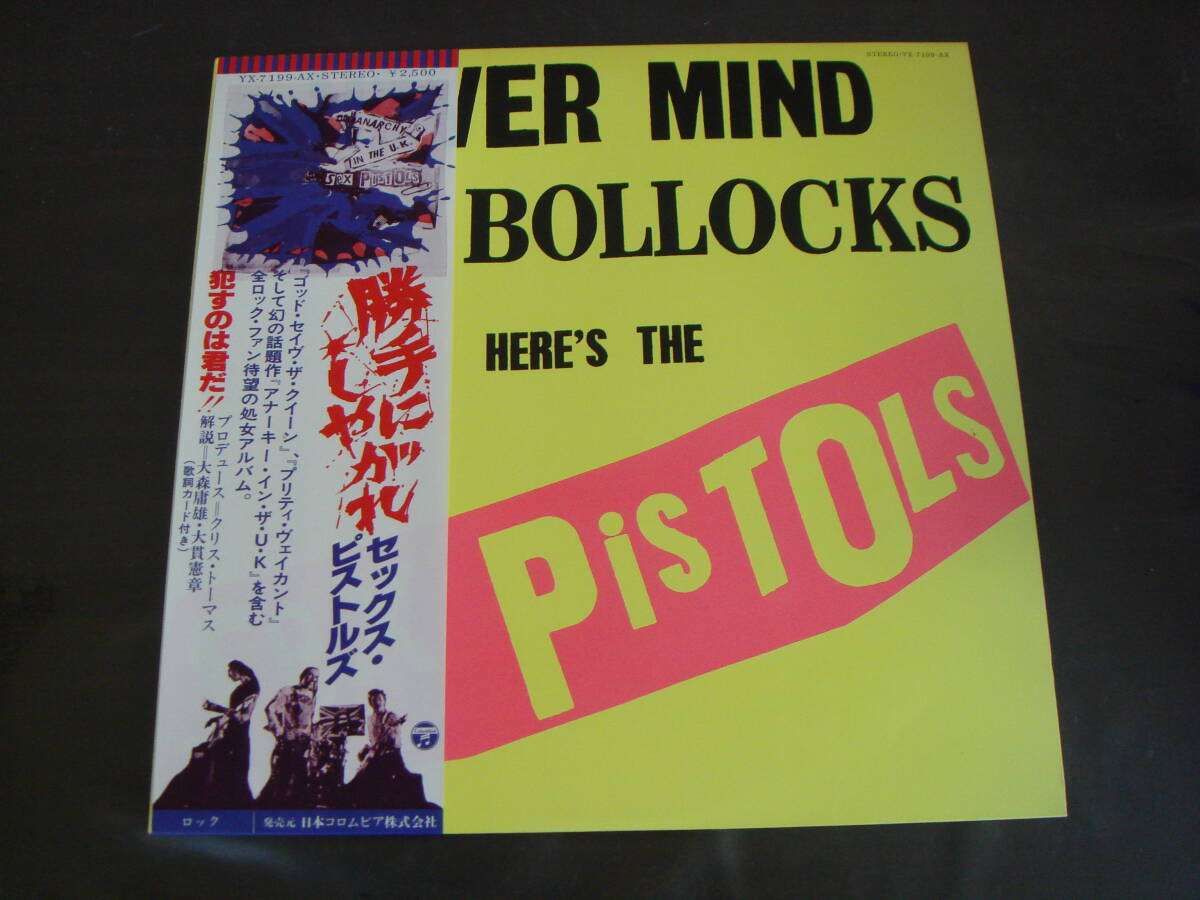 YX-7199-AX・STEREO・￥2,500
ANARCHY
IN THE U.K.
SEX PISTOLS
勝手に
しやがれ
セックス・
ピストルズ
『ゴッド・セイヴ・ザ・クイーン』、『プリティ・ヴェイカント』
そして幻の話題作『アナーキー・イン・ザ・U・K』を含む
全ロック・ファン待望の処女アルバム。
犯すのは君だ!!
プロデュース＝クリス・トーマス
解説＝大森庸雄・大貫憲章
(歌詞カード付き)
Columbia
ロック
発売元 日本コロムビア株式会社
STEREO・YX-7199-AX
VER MIND
BOLLOCKS
HERE'S THE
PiSTOLS